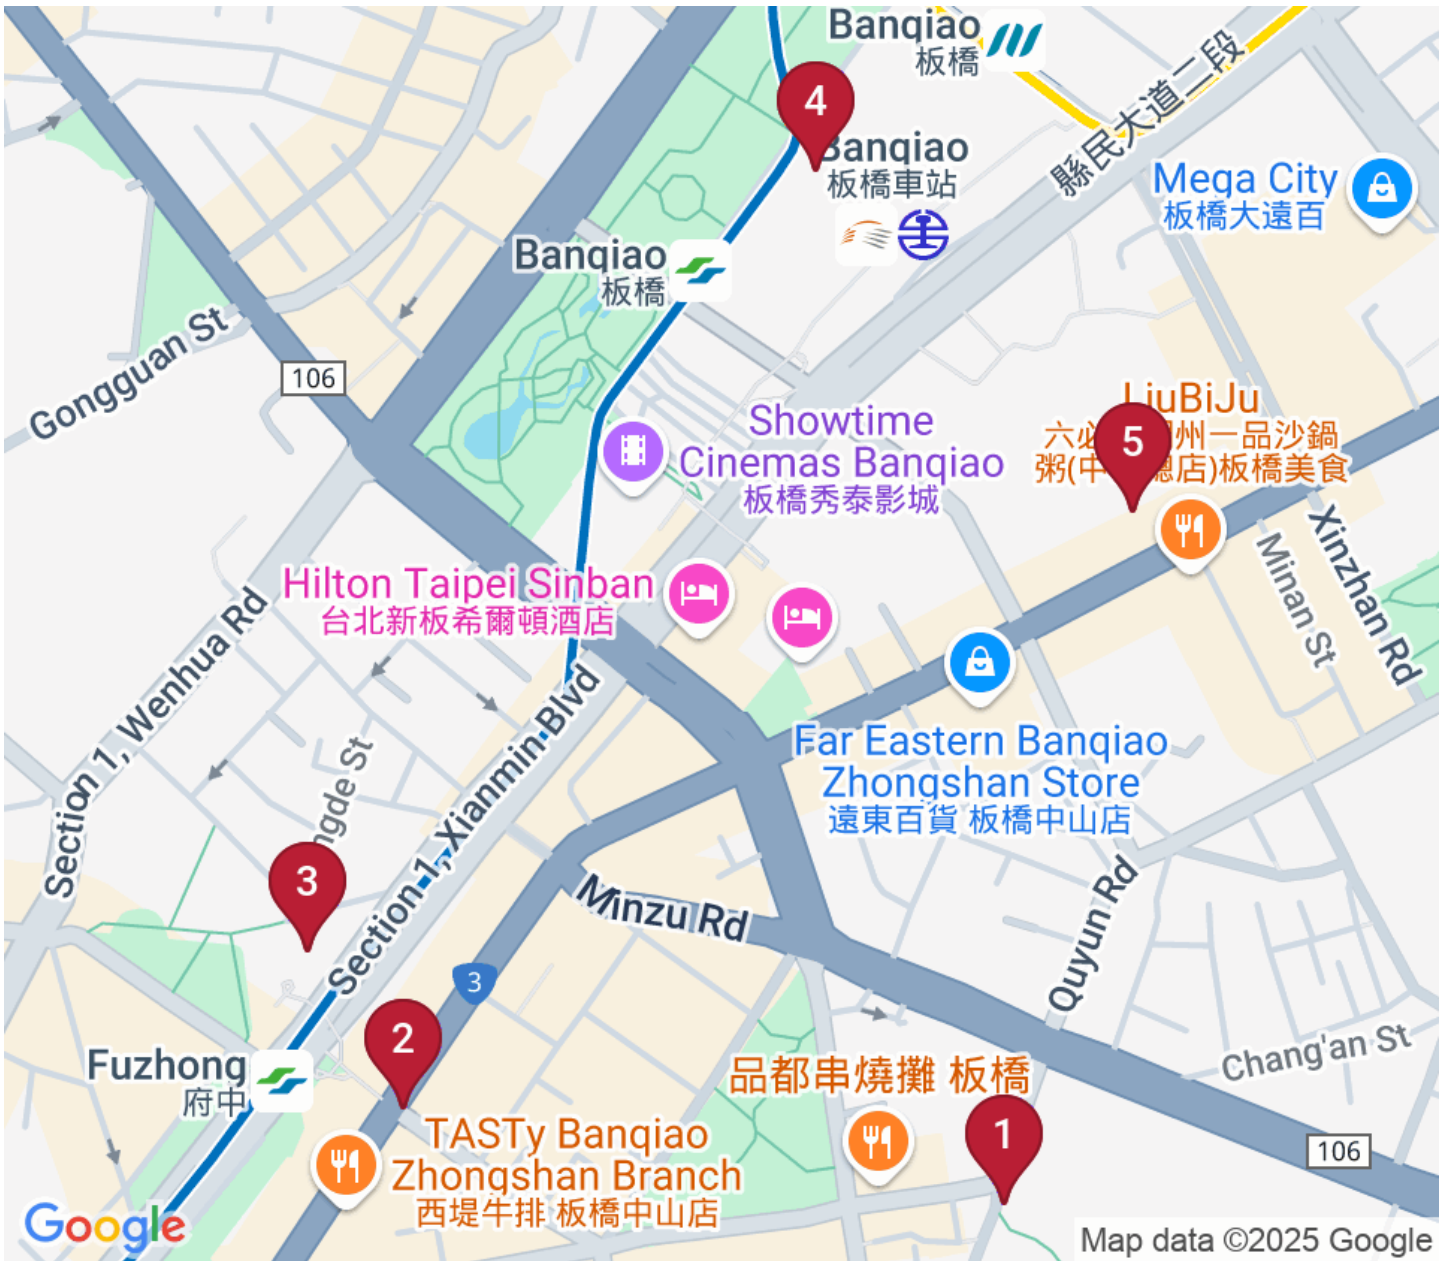 Banqiao
板橋
縣民大道二段
4
Banqiao
板橋車站
Mega City
板橋大遠百
Banqiao
板橋
Gongguan St
106
LiuBiJu
5
州一品沙鍋
店)板橋美食
Showtime
Cinemas Banqiao
板橋秀泰影城
Xinzhan Rd
Minan St
Hilton Taipei Sinban
台北新板希爾頓酒店
Section 1, Wenhua Rd
Section 1, Xianmin Blvd
Far Eastern Banqiao
Zhongshan Store
遠東百貨 板橋中山店
3
Minzu Rd
Quyun Rd
3
2
Chang'an St
Fuzhong
府中
品都串燒攤 板橋
1
TASTy Banqiao
Zhongshan Branch
西堤牛排 板橋中山店
106
Google
Map data ©2025 Google